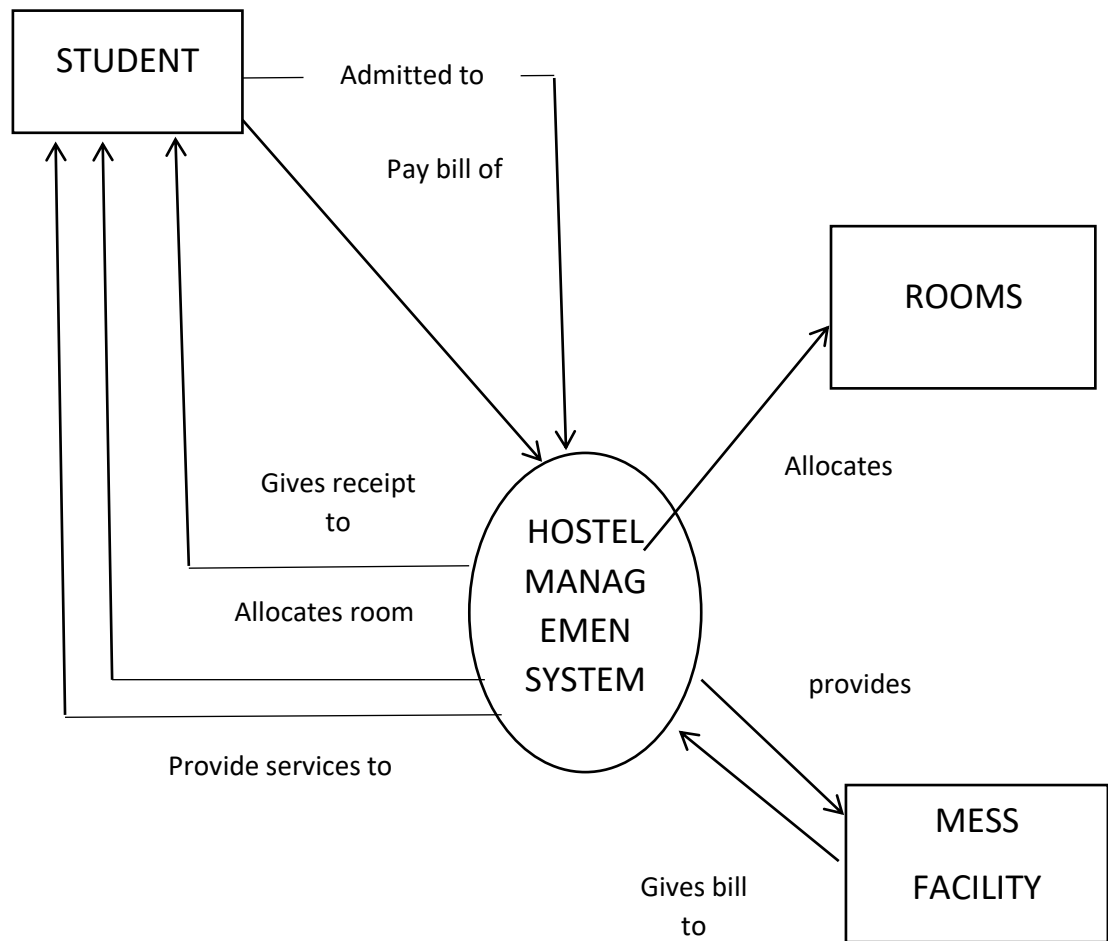 STUDENT
Admitted to
Pay bill of
ROOMS
Allocates
Gives receipt
to
HOSTEL
MANAG
EMEN
SYSTEM
Allocates room
provides
Provide services to
MESS
FACILITY
Gives bill
to